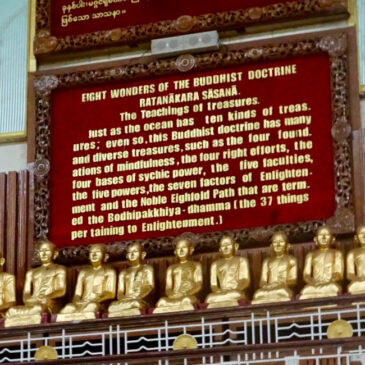 EIGHT WONDERS OF THE BUDDHIST DOCTRINE
RATANĀKARA SĀSANĀ.
The Teachings of treasures.
Just as the ocean has ten kinds of treas.
ures; even so, this Buddhist doctrine has many
and diverse treasures, such as the four found.
ations of mindfulness, the four right efforts, the
four bases of sychic power, the five faculties,
the five powers, the seven factors of Enlighten.
ment and the Noble Eighfold Path that are term.
ed the Bodhipakkhiya - dhamma ( the 37 things
per taining to Enlightenment.)